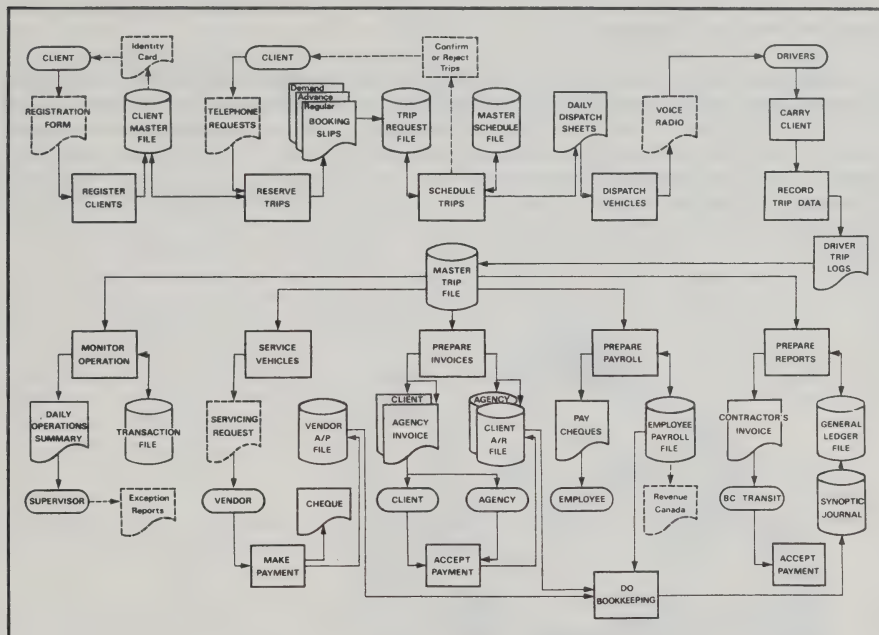 CLIENT
Identity
Card
CLIENT
Confirm
or Reject
Trips
DRIVERS
REGISTRATION
FORM
CLIENT
MASTER
FILE
TELEPHONE
REQUESTS
Demand
Advance
Regular
BOOKING
SLIPS
TRIP
REQUEST
FILE
MASTER
SCHEDULE
FILE
DAILY
DISPATCH
SHEETS
VOICE
RADIO
CARRY
CLIENT
REGISTER
CLIENTS
RESERVE
TRIPS
SCHEDULE
TRIPS
DISPATCH
VEHICLES
RECORD
TRIP DATA
DRIVER
TRIP
LOGS
MASTER
TRIP
FILE
MONITOR
OPERATION
SERVICE
VEHICLES
PREPARE
INVOICES
PREPARE
PAYROLL
PREPARE
REPORTS
DAILY
OPERATIONS
SUMMARY
TRANSACTION
FILE
SERVICING
REQUEST
VENDOR
A/P
FILE
CLIENT
AGENCY
INVOICE
AGENCY
CLIENT
A/R FILE
PAY
CHEQUES
EMPLOYEE
PAYROLL
FILE
CONTRACTOR'S
INVOICE
GENERAL
LEDGER FILE
SUPERVISOR
Exception
Reports
VENDOR
CHEQUE
CLIENT
AGENCY
EMPLOYEE
Revenue
Canada
BC TRANSIT
SYNOPTIC
JOURNAL
MAKE
PAYMENT
ACCEPT
PAYMENT
DO
BOOKKEEPING
ACCEPT
PAYMENT